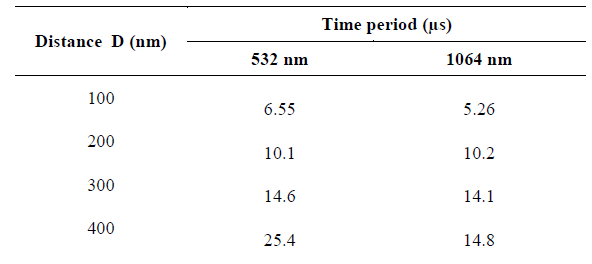 Distance D (nm) Time period (µs)
532 nm 1064 nm
100 6.55 5.26
200 10.1 10.2
300 14.6 14.1
400 25.4 14.8